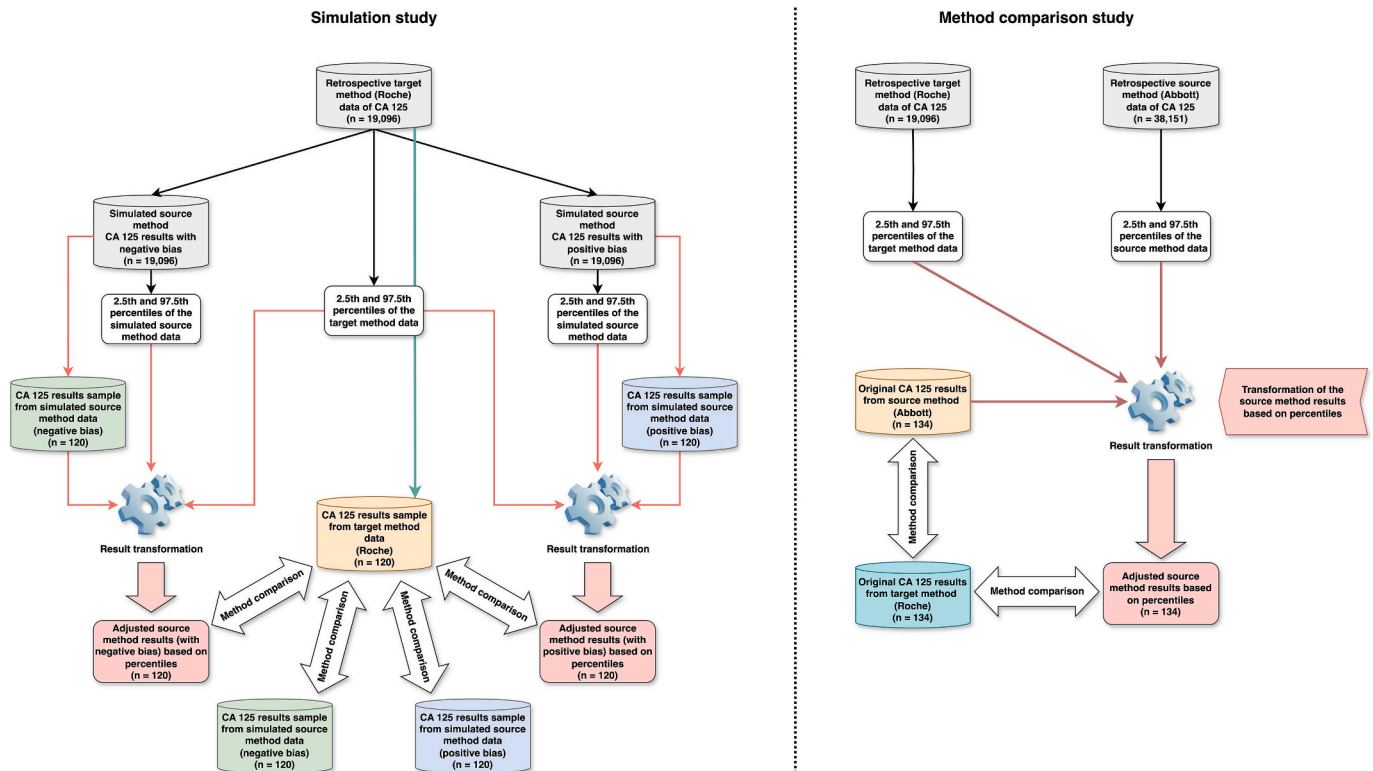 Simulation study
Retrospective target
method (Roche)
data of CA 125
(n = 19,096)
Simulated source
method
CA 125 results with
negative bias
(n = 19,096)
Simulated source
method
CA 125 results with
positive bias
(n = 19,096)
2.5th and 97.5th
percentiles of the
simulated source
method data
2.5th and 97.5th
percentiles of the
target method data
2.5th and 97.5th
percentiles of the
simulated source
method data
CA 125 results sample
from simulated source
method data
(negative bias)
(n = 120)
CA 125 results sample
from simulated source
method data
(positive bias)
(n = 120)
Result transformation
CA 125 results sample
from target method
data
(Roche)
(n = 120)
Result transformation
Method comparison
Method comparison
Method comparison
Method comparison
Adjusted source
method results (with
negative bias) based on
percentiles
(n = 120)
Adjusted source
method results (with
positive bias) based on
percentiles
(n = 120)
CA 125 results sample
from simulated source
method data
(negative bias)
(n = 120)
CA 125 results sample
from simulated source
method data
(positive bias)
(n = 120)
Method comparison study
Retrospective target
method (Roche)
data of CA 125
(n = 19,096)
Retrospective source
method (Abbott)
data of CA 125
(n = 38,151)
2.5th and 97.5th
percentiles of the
target method data
2.5th and 97.5th
percentiles of the
source method data
Original CA 125 results
from source method
(Abbott)
(n = 134)
Transformation of the
source method results
based on percentiles
Result transformation
Method comparison
Original CA 125 results
from target method
(Roche)
(n = 134)
Method comparison
Adjusted source
method results based
on percentiles
(n = 134)